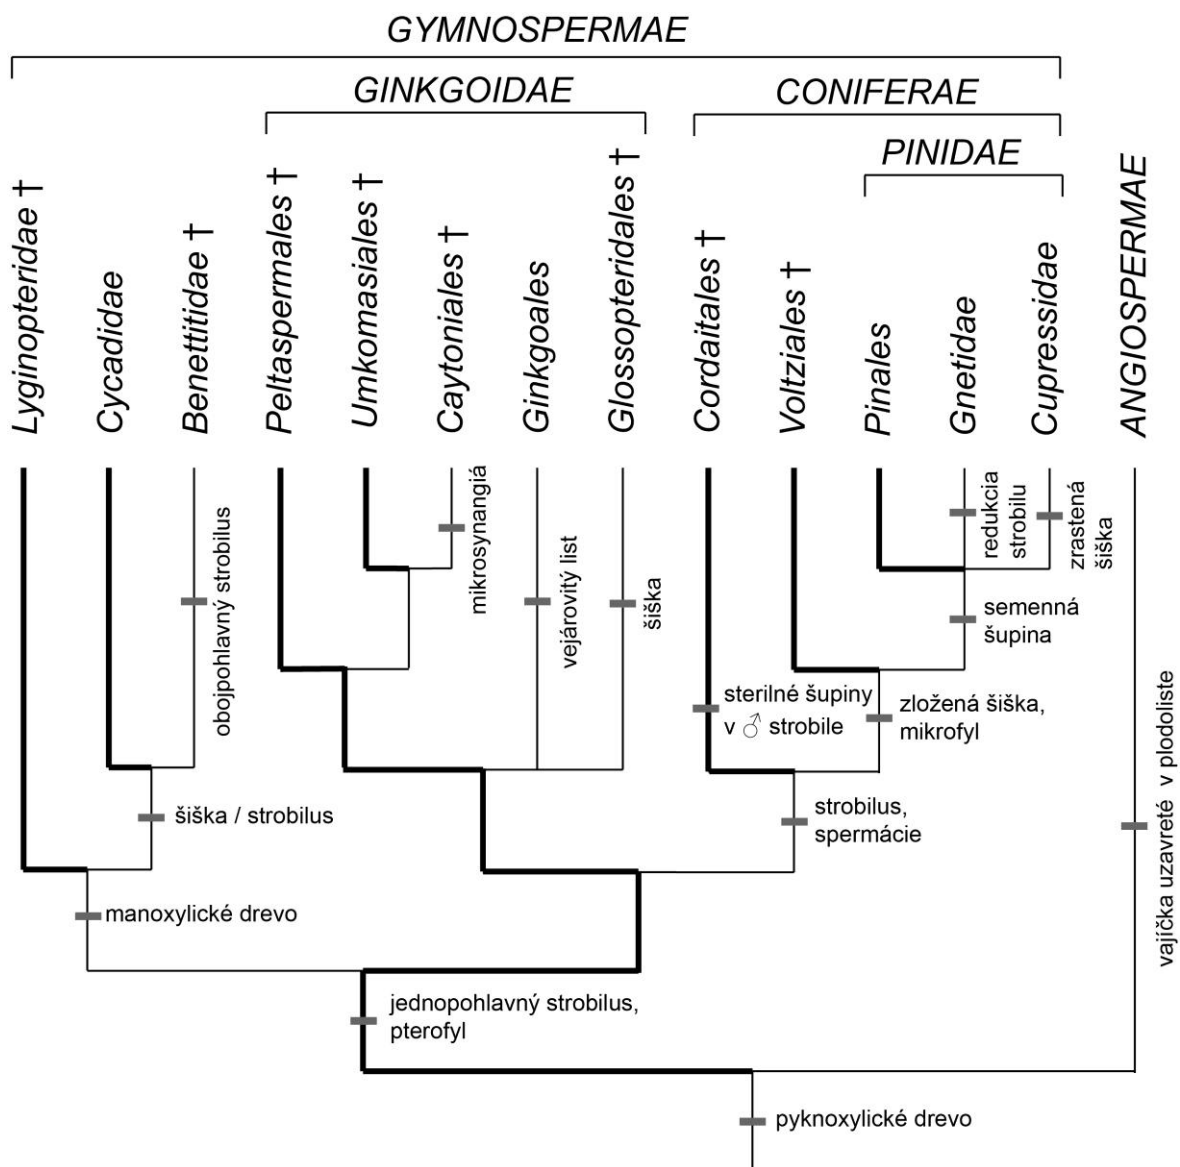 GYMNOSPERMAE
GINKGOIDAE
CONIFERAE
PINIDAE
Lyginopteridae †
Cycadidae
Benettitidae †
Peltaspermales †
Umkomasiales †
Caytoniales †
Ginkgoales
Glossopteridales †
Cordaitales †
Voltziales †
Pinales
Gnetidae
Cupressidae
ANGIOSPERMAE
obojpohlavný strobilus
mikrosynangiá
vejárovitý list
šiška
redukcia
strobilu
zrastená
šiška
semenná
šupina
sterilné šupiny
v ♂ strobile
zložená šiška,
mikrofyl
šiška / strobilus
strobilus,
spermácie
vajíčka uzavreté v plodoliste
manoxylické drevo
jednopohlavný strobilus,
pterofyl
pyknoxylické drevo